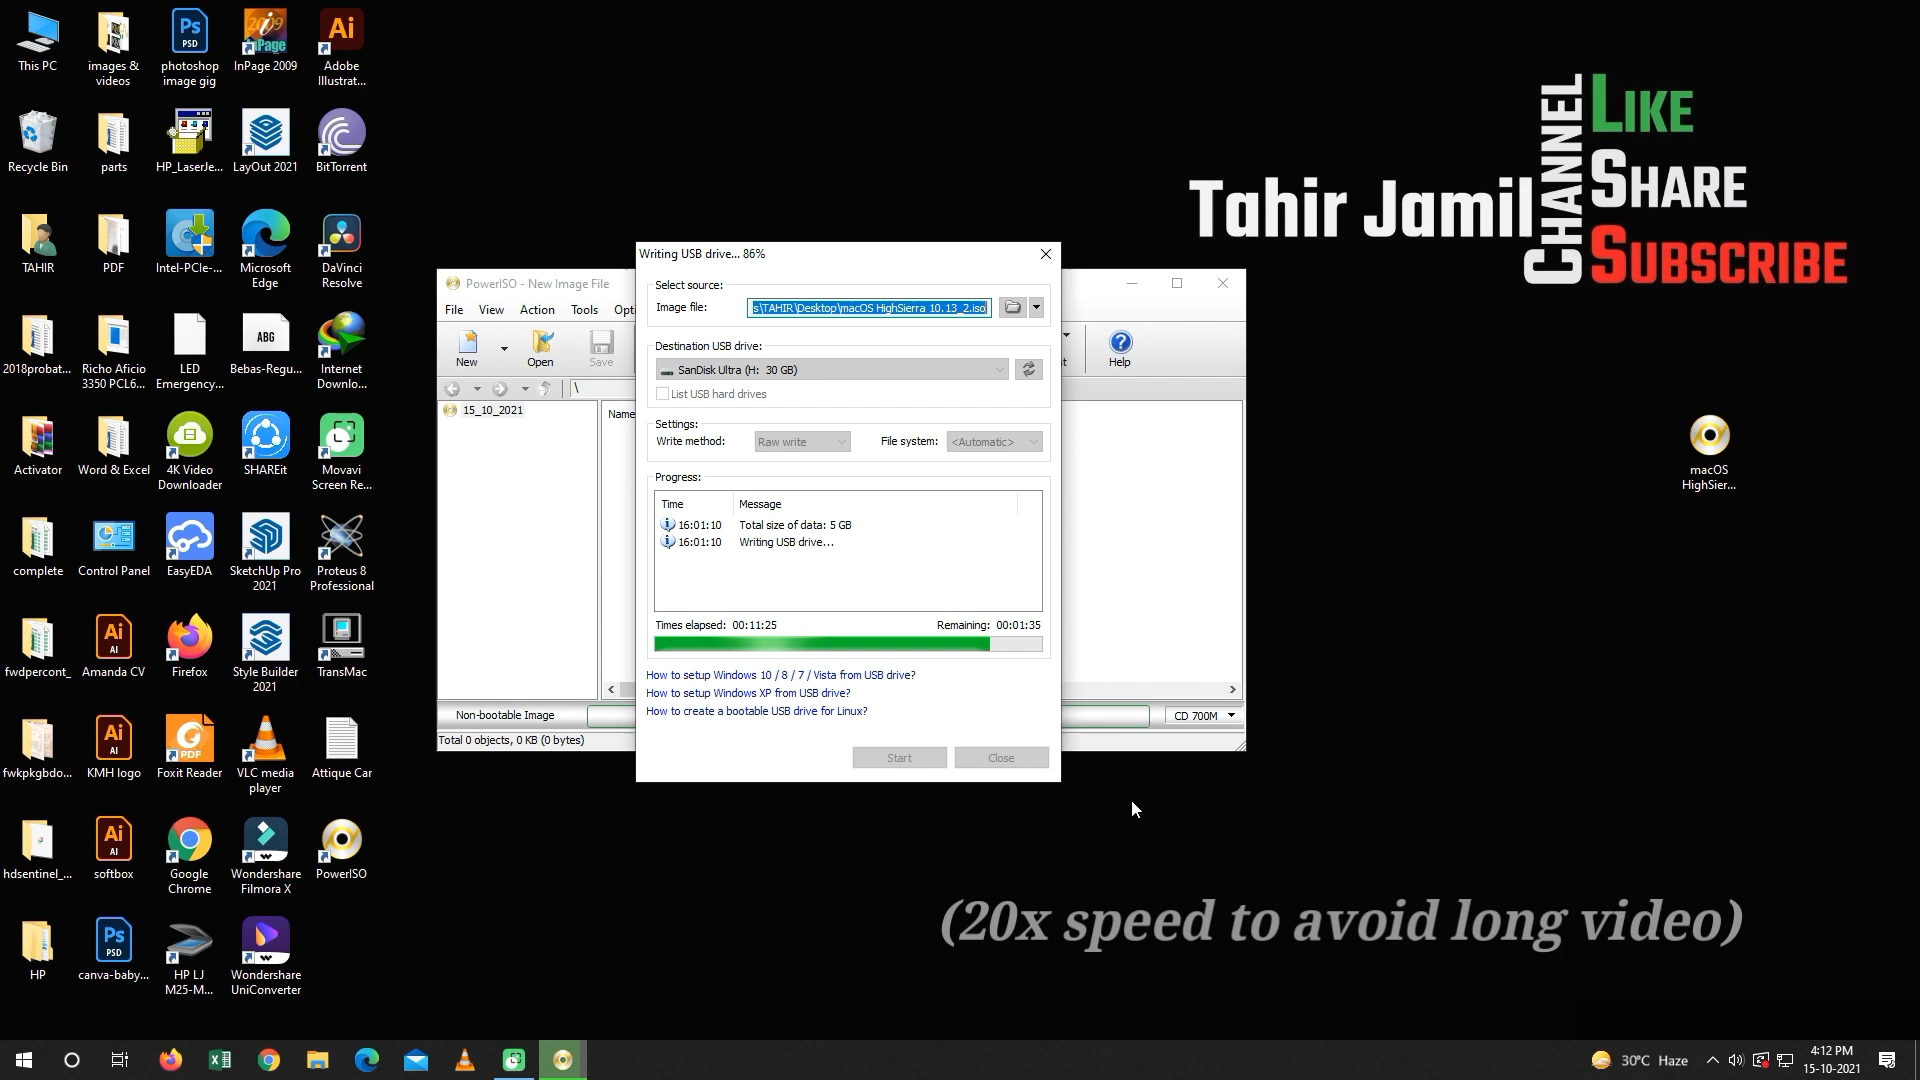 This PC
images &
videos
photoshop
image gig
InPage 2009
Adobe
Illustrat...
Recycle Bin
parts
HP_LaserJe...
LayOut 2021
BitTorrent
TAHIR
PDF
Intel-PCIe-...
Microsoft
Edge
DaVinci
Resolve
2018probat...
Richo Aficio
3350 PCL6...
LED
Emergency...
Bebas-Regu...
Internet
Downlo...
Activator
Word & Excel
4K Video
Downloader
SHAREit
Movavi
Screen Re...
complete
Control Panel
EasyEDA
SketchUp Pro
2021
Proteus 8
Professional
fwdpercont_
Amanda CV
Firefox
Style Builder
2021
TransMac
fwkpkgbdo...
KMH logo
Foxit Reader
VLC media
player
Attique Car
hdsentinel_...
softbox
Google
Chrome
Wondershare
Filmora X
PowerISO
HP
canva-baby...
HP LJ
M25-M...
Wondershare
UniConverter
Tahir Jamil
CHANNEL
LIKE
SHARE
SUBSCRIBE
macOS
HighSier...
PowerISO - New Image File
File View Action Tools Opti
New
Open
Save
Help
\
15_10_2021
Name
Non-bootable Image
CD 700M
Total 0 objects, 0 KB (0 bytes)
Writing USB drive... 86%
Select source:
Image file: s\TAHIR\Desktop\macOS HighSierra 10.13_2.iso
Destination USB drive:
SanDisk Ultra (H: 30 GB)
List USB hard drives
Settings:
Write method: Raw write File system: <Automatic>
Progress:
Time Message
16:01:10 Total size of data: 5 GB
16:01:10 Writing USB drive...
Times elapsed: 00:11:25 Remaining: 00:01:35
How to setup Windows 10 / 8 / 7 / Vista from USB drive?
How to setup Windows XP from USB drive?
How to create a bootable USB drive for Linux?
Start Close
(20x speed to avoid long video)
30°C Haze
4:12 PM
15-10-2021